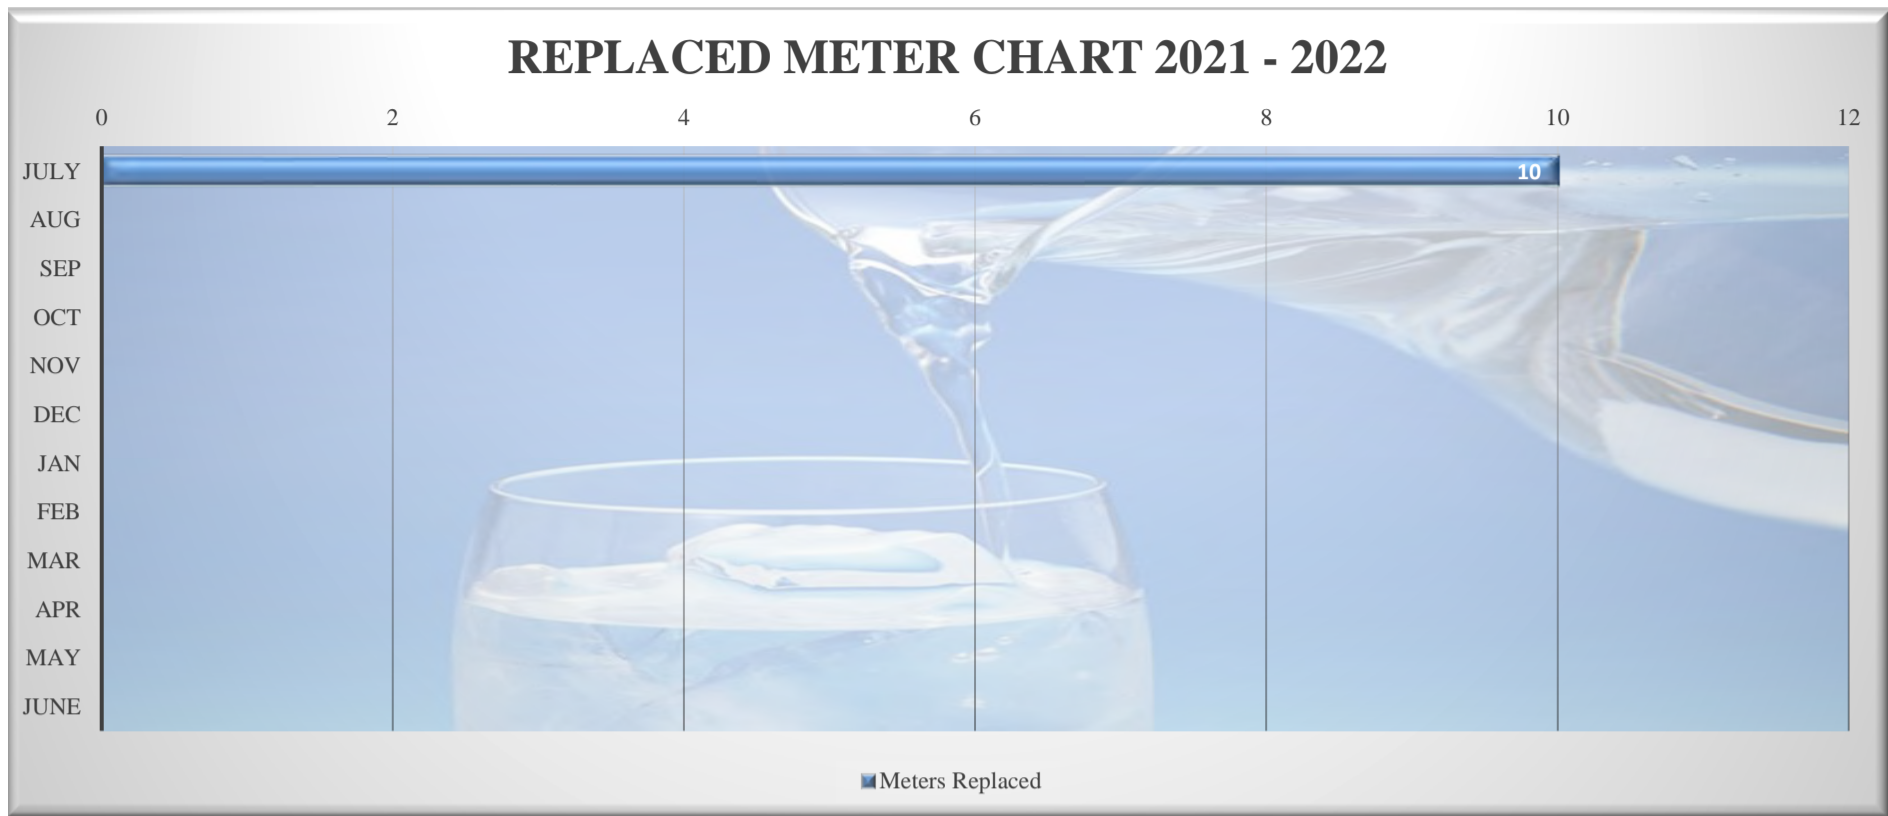 REPLACED METER CHART 2021 - 2022
0 2 4 6 8 10 12
JULY 10
AUG
SEP
OCT
NOV
DEC
JAN
FEB
MAR
APR
MAY
JUNE
Meters Replaced